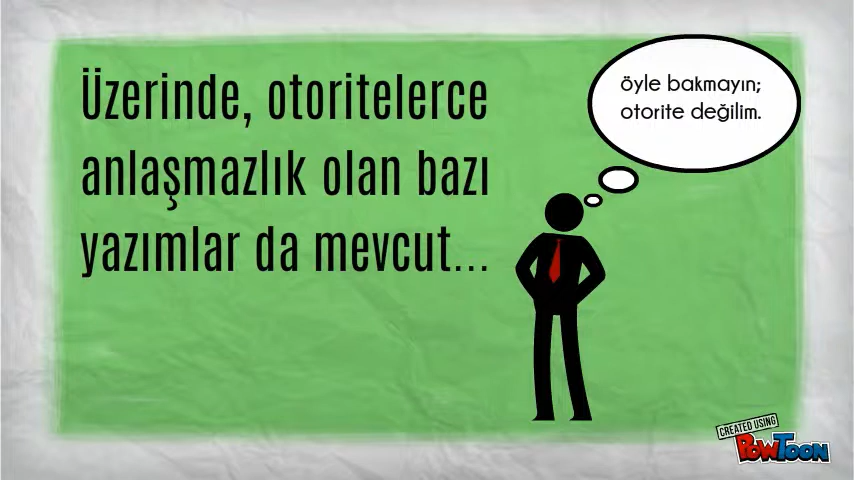 Üzerinde, otoritelerce
anlaşmazlık olan bazı
yazımlar da mevcut...
öyle bakmayın;
otorite değilim.
CREATED USING
POWTOON